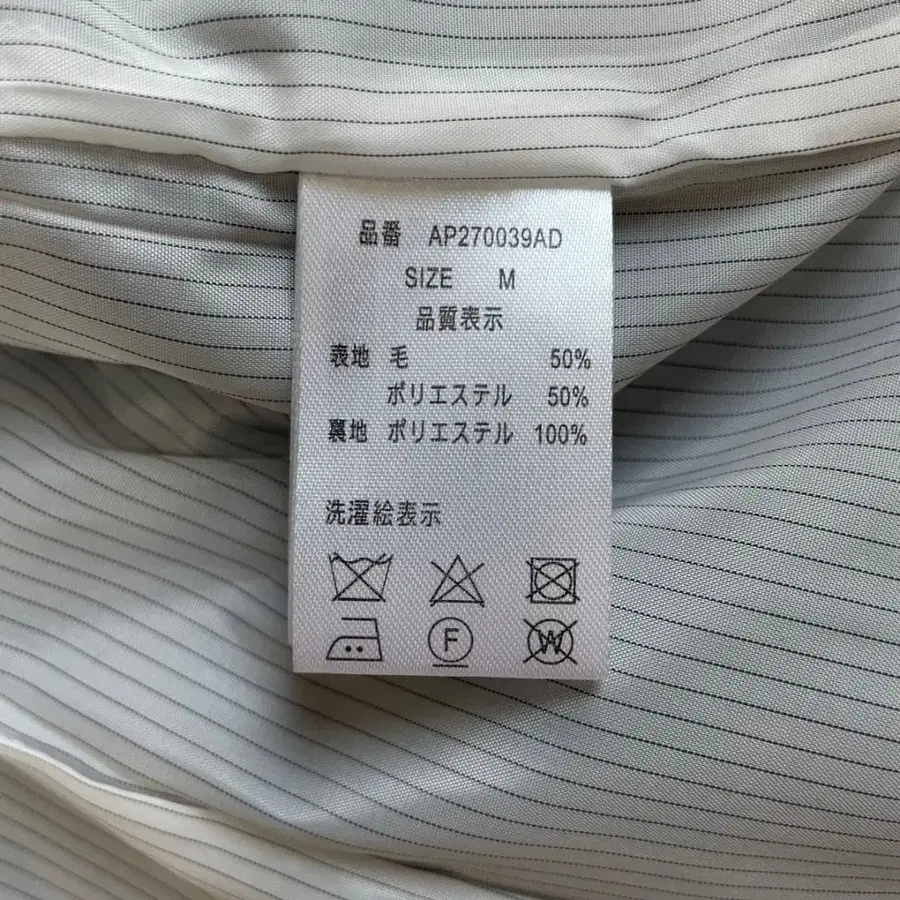 品番 AP270039AD
SIZE M
品質表示
表地 毛 50%
ポリエステル 50%
裏地 ポリエステル 100%
洗濯絵表示
F W